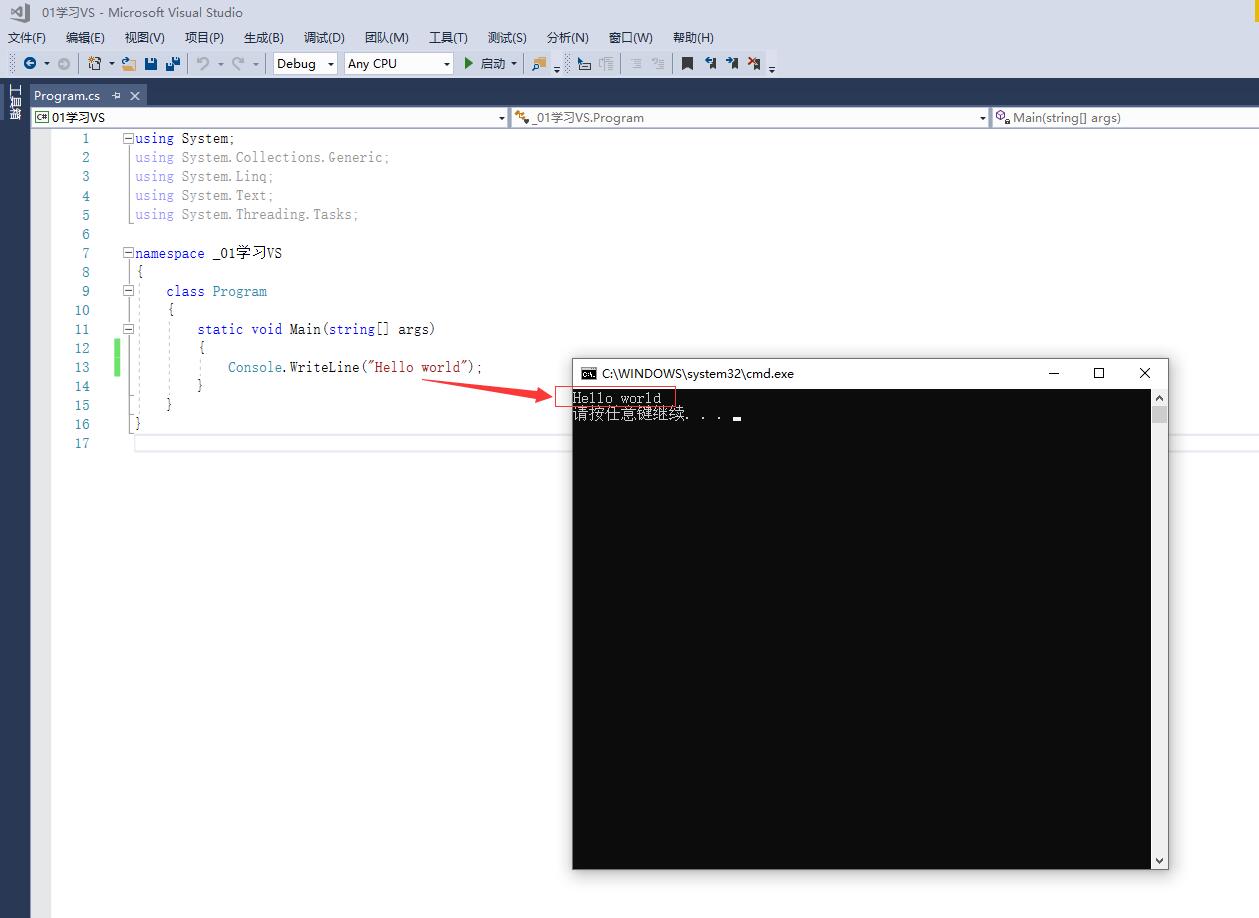 01学习VS - Microsoft Visual Studio
文件(F) 编辑(E) 视图(V) 项目(P) 生成(B) 调试(D) 团队(M) 工具(T) 测试(S) 分析(N) 窗口(W) 帮助(H)
Debug Any CPU 启动
工具箱
Program.cs
C# 01学习VS _01学习VS.Program Main(string[] args)
1 using System;
2 using System.Collections.Generic;
3 using System.Linq;
4 using System.Text;
5 using System.Threading.Tasks;
6
7 namespace _01学习VS
8 {
9 class Program
10 {
11 static void Main(string[] args)
12 {
13 Console.WriteLine("Hello world");
14 }
15 }
16 }
17
C:\WINDOWS\system32\cmd.exe
Hello world
请按任意键继续. . .